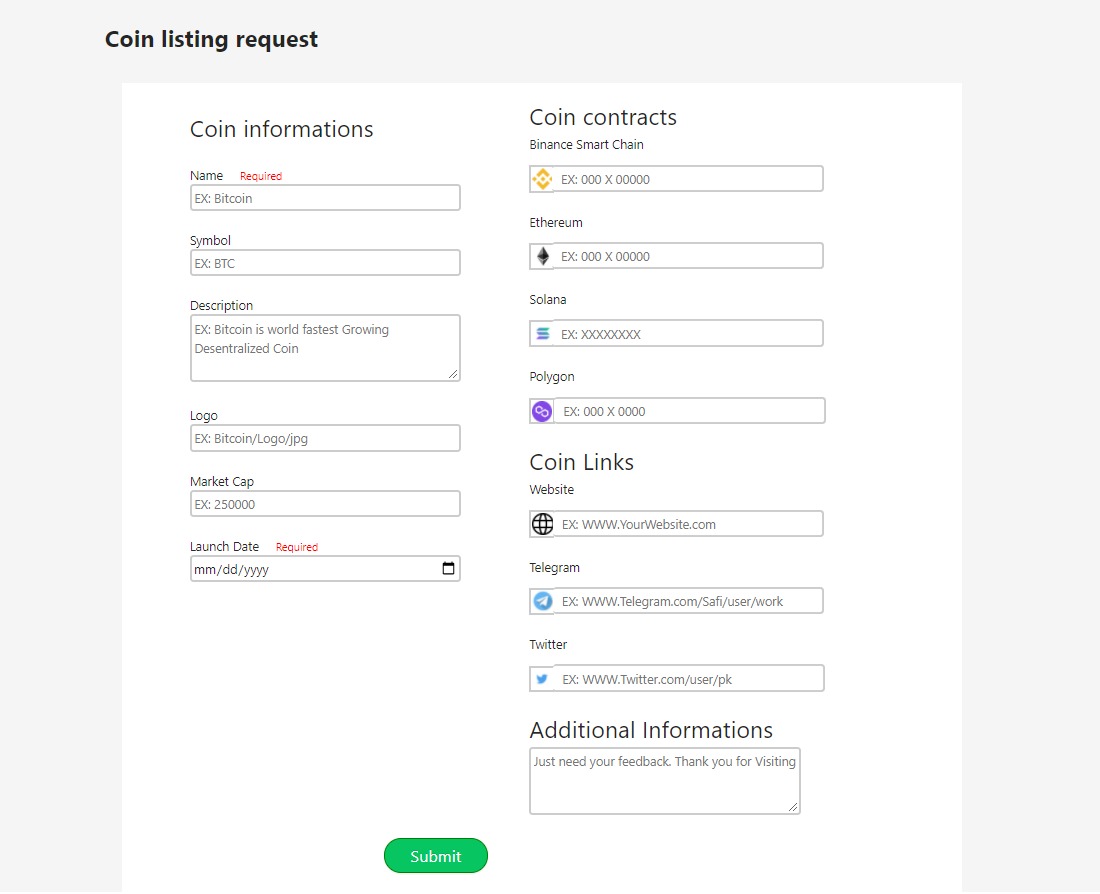 Coin listing request
Coin informations
Name Required
EX: Bitcoin
Symbol
EX: BTC
Description
EX: Bitcoin is world fastest Growing
Desentralized Coin
Logo
EX: Bitcoin/Logo/jpg
Market Cap
EX: 250000
Launch Date Required
mm/dd/yyyy
Coin contracts
Binance Smart Chain
EX: 000 X 00000
Ethereum
EX: 000 X 00000
Solana
EX: XXXXXXXX
Polygon
EX: 000 X 0000
Coin Links
Website
EX: WWW.YourWebsite.com
Telegram
EX: WWW.Telegram.com/Safi/user/work
Twitter
EX: WWW.Twitter.com/user/pk
Additional Informations
Just need your feedback. Thank you for Visiting
Submit